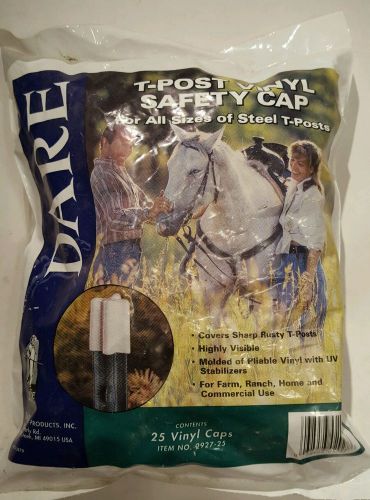 DARE
T-POST VINYL
SAFETY CAP
For All Sizes of Steel T-Posts
• Covers Sharp Rusty T-Posts
• Highly Visible
• Molded of Pliable Vinyl with UV
Stabilizers
• For Farm, Ranch, Home and
Commercial Use
PRODUCTS, INC.
Rd.
MI 49015 USA
CONTENTS
25 Vinyl Caps
ITEM NO. 0927-25